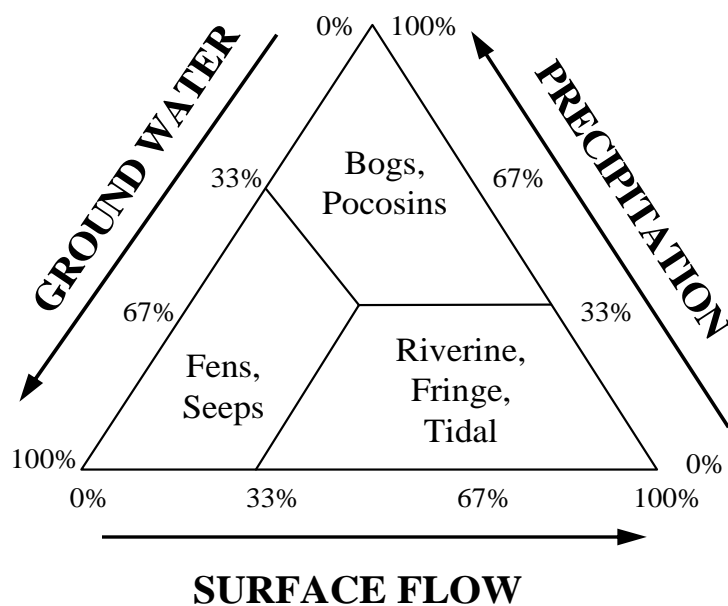 0% 100%
GROUND WATER
PRECIPITATION
33%
Bogs,
Pocosins
67%
67%
33%
Fens,
Seeps
Riverine,
Fringe,
Tidal
100%
0%
0% 33% 67% 100%
SURFACE FLOW